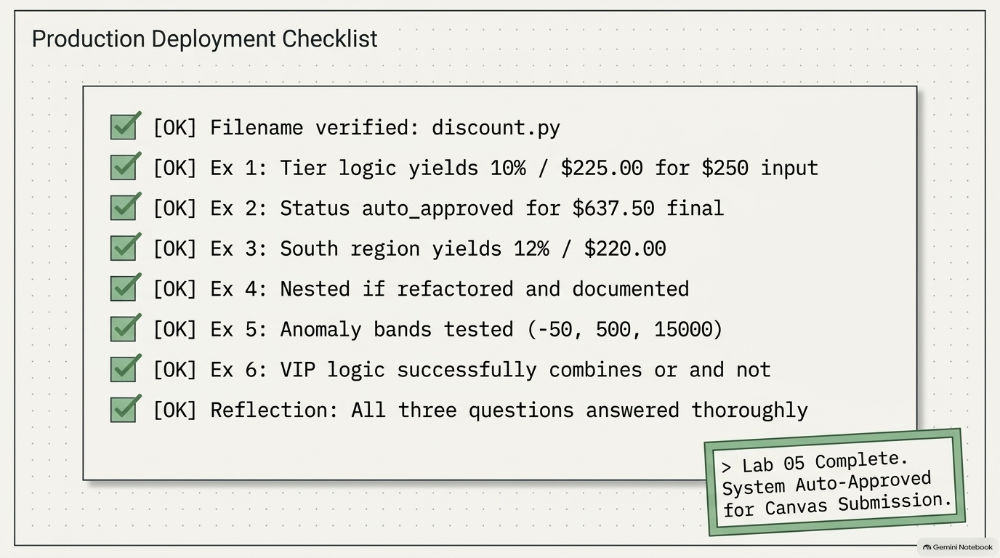 Production Deployment Checklist
[OK] Filename verified: discount.py
[OK] Ex 1: Tier logic yields 10% / $225.00 for $250 input
[OK] Ex 2: Status auto_approved for $637.50 final
[OK] Ex 3: South region yields 12% / $220.00
[OK] Ex 4: Nested if refactored and documented
[OK] Ex 5: Anomaly bands tested (-50, 500, 15000)
[OK] Ex 6: VIP logic successfully combines or and not
[OK] Reflection: All three questions answered thoroughly
> Lab 05 Complete.
System Auto-Approved
for Canvas Submission.
Gemini Notebook